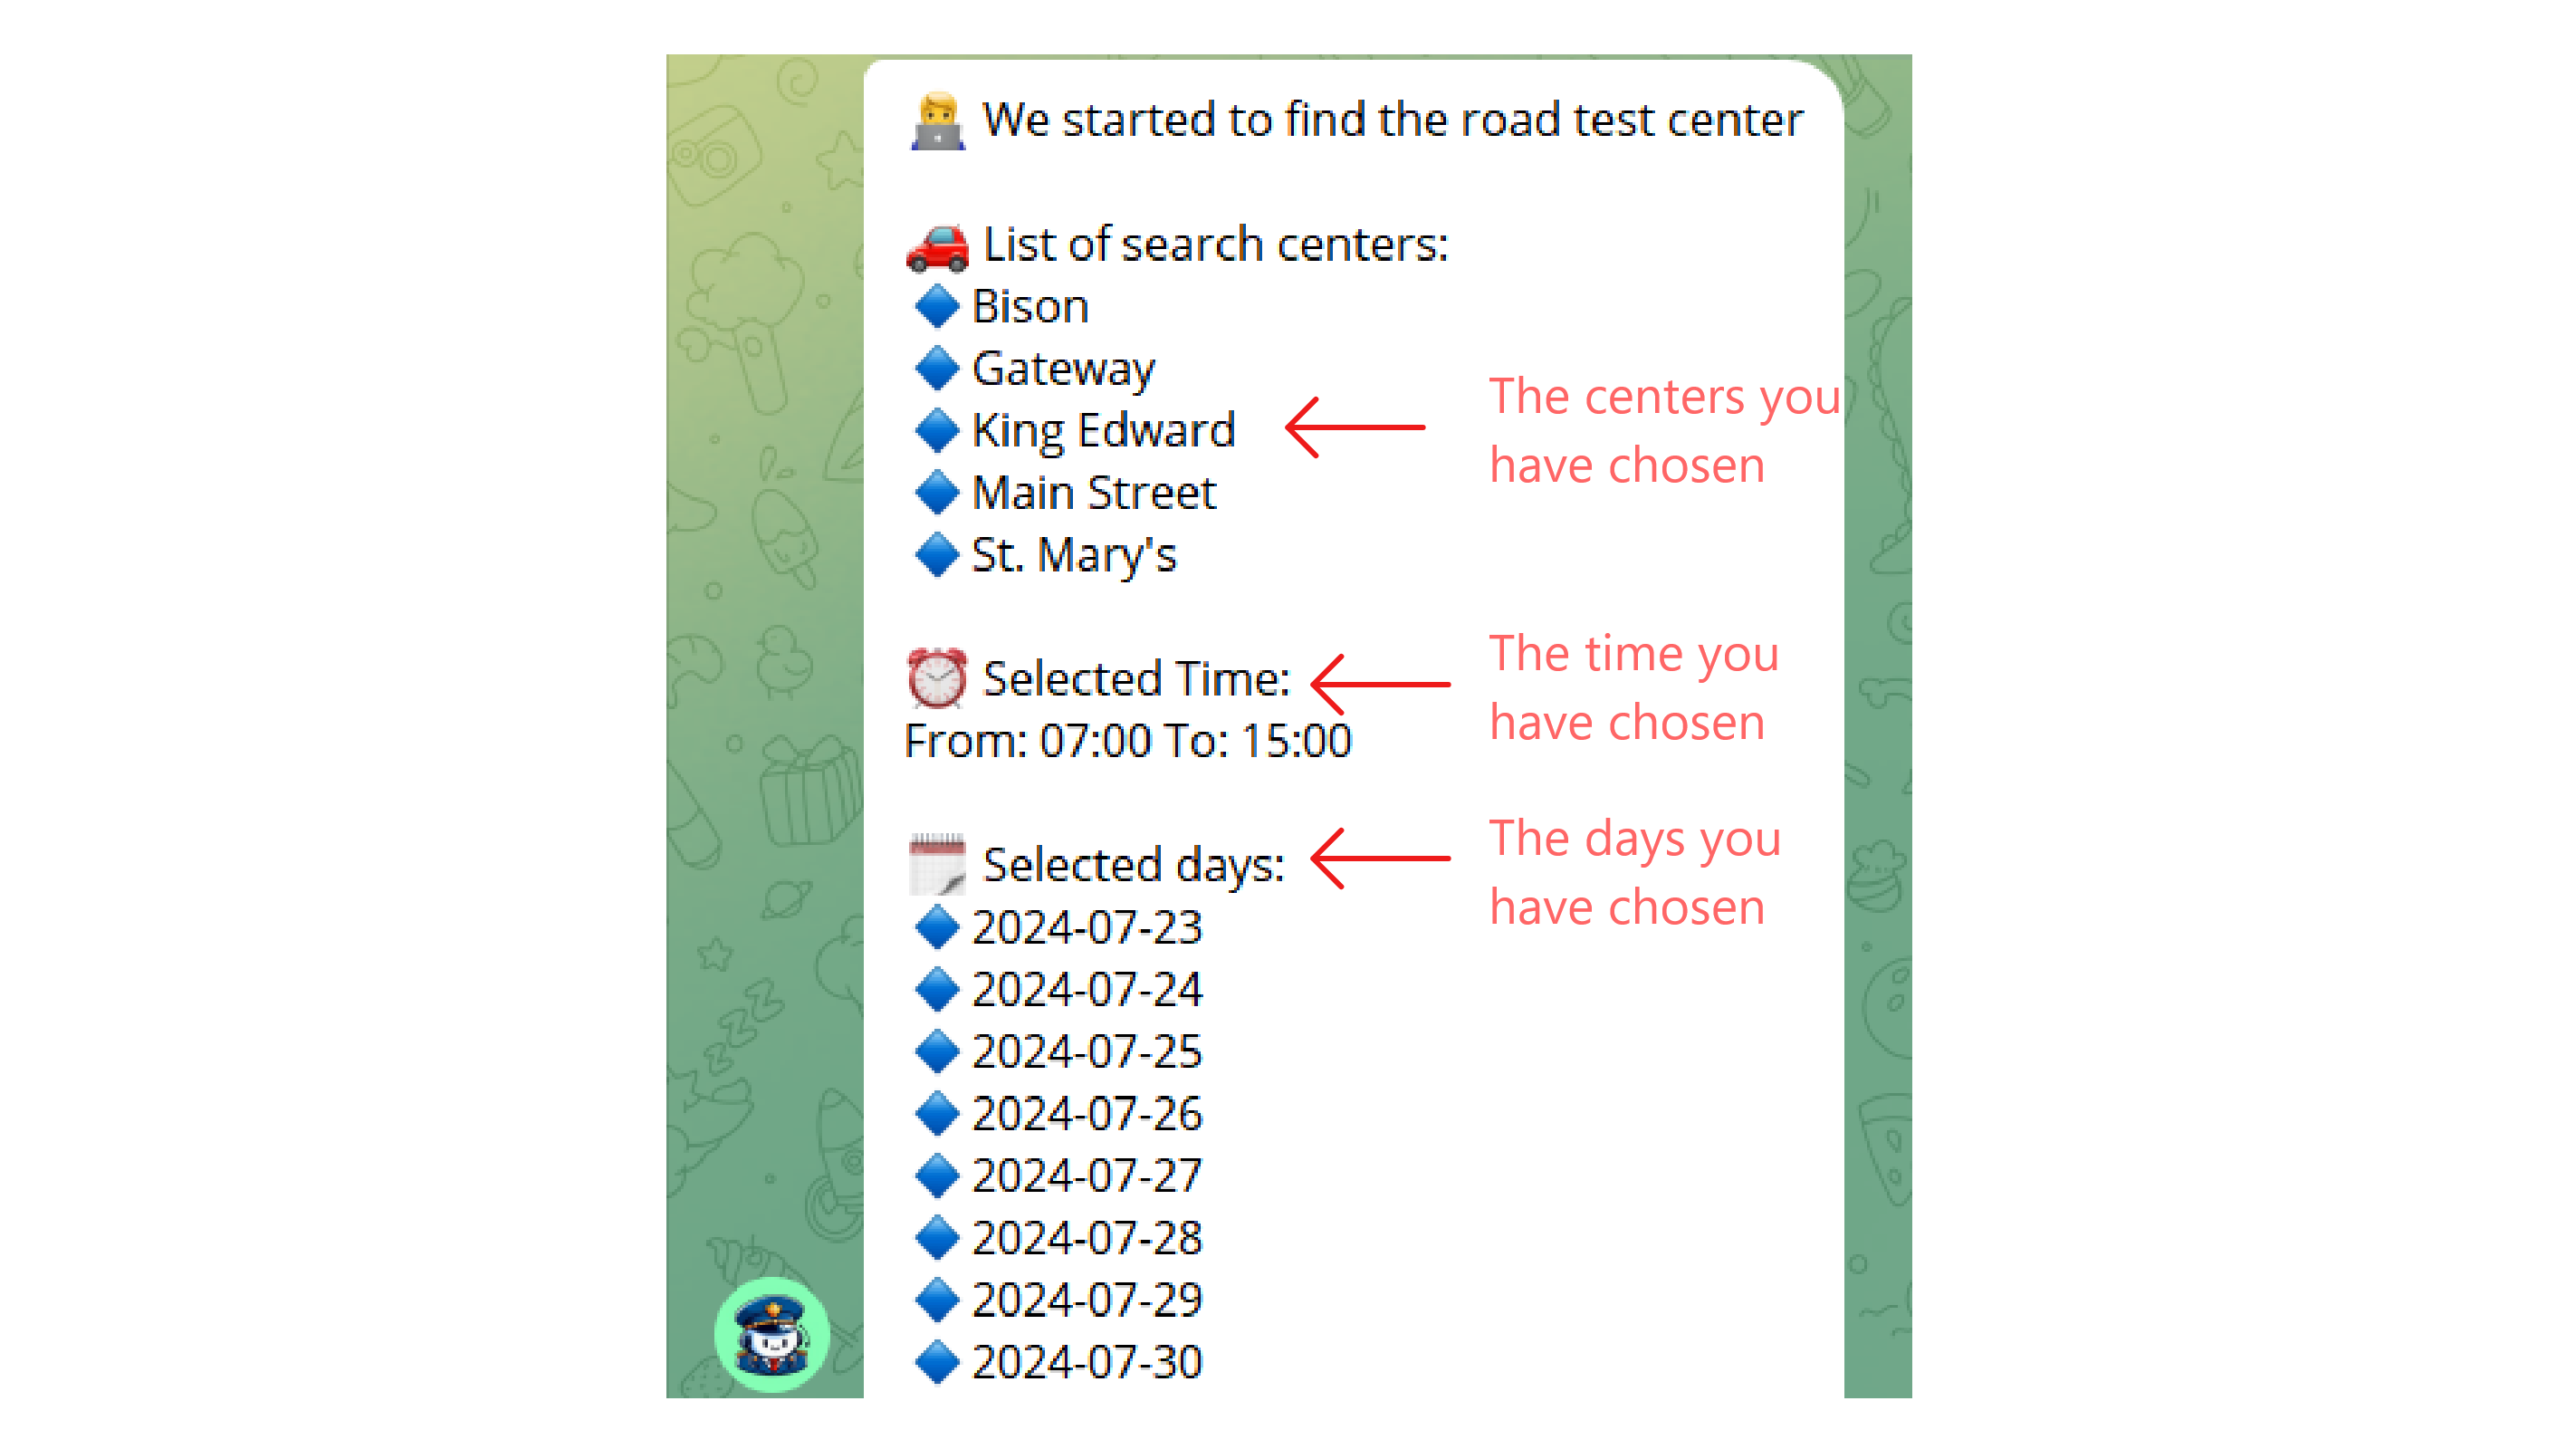 We started to find the road test center
List of search centers:
Bison
Gateway
King Edward
Main Street
St. Mary's
The centers you
have chosen
Selected Time:
From: 07:00 To: 15:00
The time you
have chosen
Selected days:
The days you
have chosen
2024-07-23
2024-07-24
2024-07-25
2024-07-26
2024-07-27
2024-07-28
2024-07-29
2024-07-30